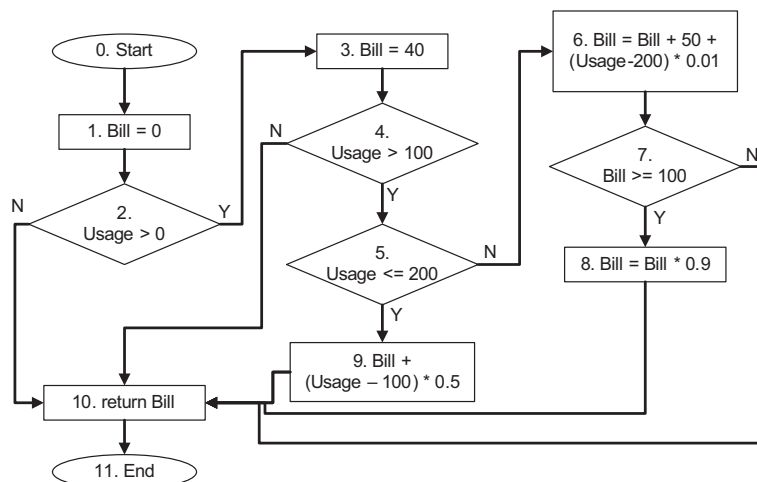 0. Start
1. Bill = 0
2.
Usage > 0
N
Y
3. Bill = 40
4.
Usage > 100
N
Y
5.
Usage <= 200
N
Y
6. Bill = Bill + 50 +
(Usage-200) * 0.01
7.
Bill >= 100
N
Y
8. Bill = Bill * 0.9
9. Bill +
(Usage – 100) * 0.5
10. return Bill
11. End